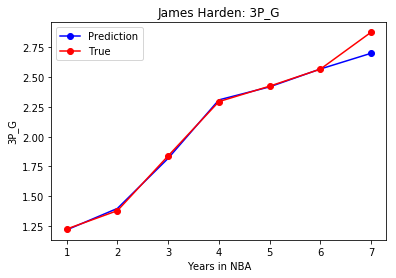 James Harden: 3P_G
Prediction
True
3P_G
2.75
2.50
2.25
2.00
1.75
1.50
1.25
1 2 3 4 5 6 7
Years in NBA